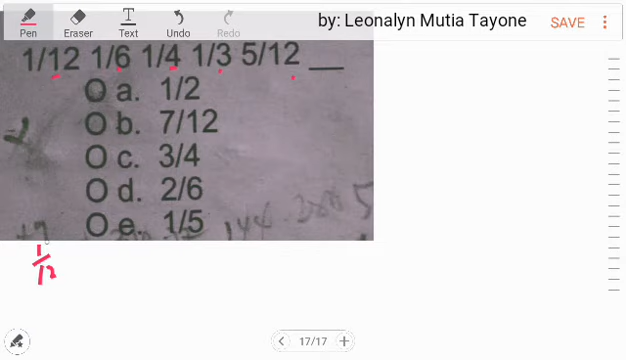 by: Leonalyn Mutia Tayone
SAVE
Pen
Eraser
Text
Undo
Redo
1/12 1/6 1/4 1/3 5/12 __
O a. 1/2
O b. 7/12
O c. 3/4
O d. 2/6
O e. 1/5
144
1/12
17/17